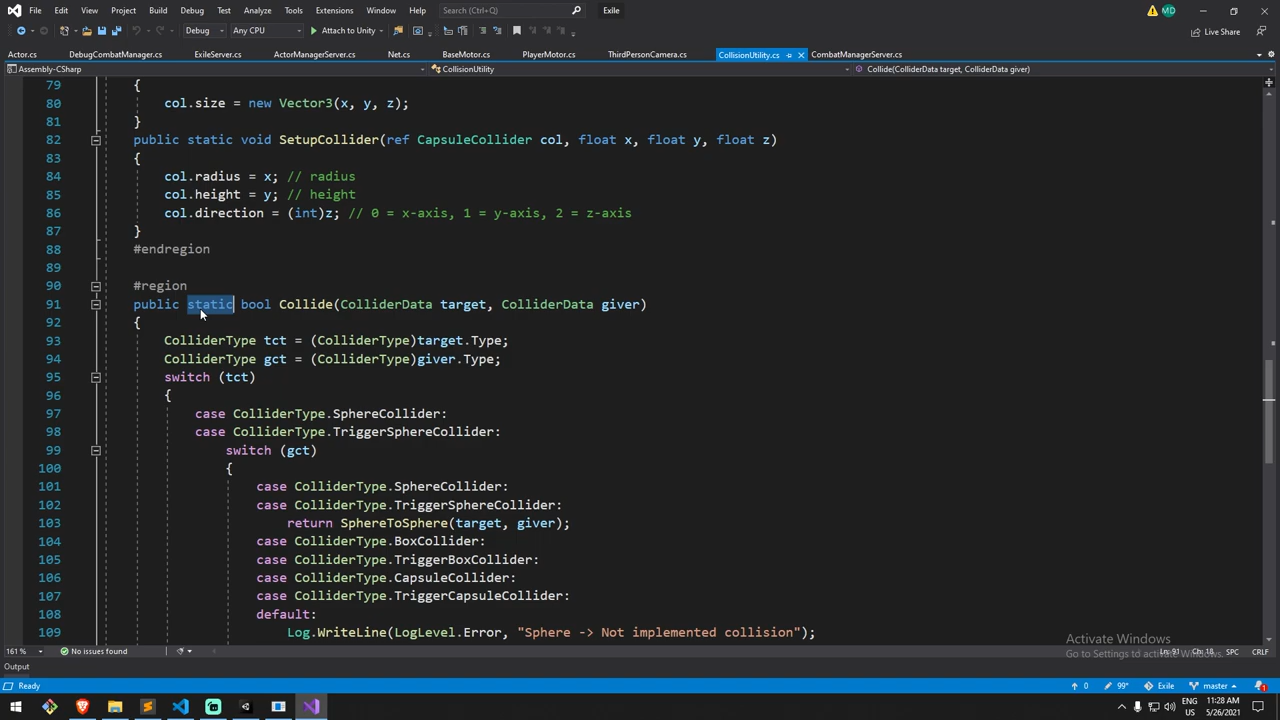 File Edit View Git Project Build Debug Test Analyze Tools Extensions Window Help Search (Ctrl+Q) Exile MD
Debug Any CPU Attach to Unity Live Share
Actor.cs DebugCombatManager.cs ExileServer.cs ActorManagerServer.cs Net.cs BaseMotor.cs PlayerMotor.cs ThirdPersonCamera.cs CollisionUtility.cs CombatManagerServer.cs
Assembly-CSharp CollisionUtility Collide(ColliderData target, ColliderData giver)
79 {
80 col.size = new Vector3(x, y, z);
81 }
82 public static void SetupCollider(ref CapsuleCollider col, float x, float y, float z)
83 {
84 col.radius = x; // radius
85 col.height = y; // height
86 col.direction = (int)z; // 0 = x-axis, 1 = y-axis, 2 = z-axis
87 }
88 #endregion
89
90 #region
91 public static bool Collide(ColliderData target, ColliderData giver)
92 {
93 ColliderType tct = (ColliderType)target.Type;
94 ColliderType gct = (ColliderType)giver.Type;
95 switch (tct)
96 {
97 case ColliderType.SphereCollider:
98 case ColliderType.TriggerSphereCollider:
99 switch (gct)
100 {
101 case ColliderType.SphereCollider:
102 case ColliderType.TriggerSphereCollider:
103 return SphereToSphere(target, giver);
104 case ColliderType.BoxCollider:
105 case ColliderType.TriggerBoxCollider:
106 case ColliderType.CapsuleCollider:
107 case ColliderType.TriggerCapsuleCollider:
108 default:
109 Log.WriteLine(LogLevel.Error, "Sphere -> Not implemented collision");
Activate Windows
Go to Settings to activate Windows.
161 % No issues found Ln: 91 Ch: 18 SPC CRLF
Output
Ready 0 99+ Exile master 1
ENG 11:28 AM
US 5/26/2021